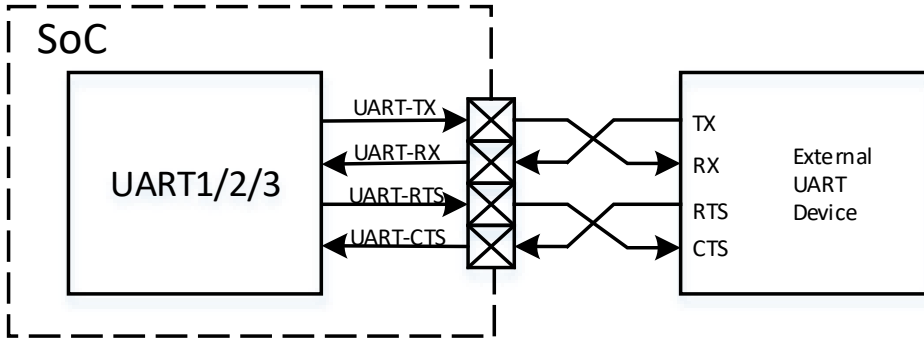 SoC
UART1/2/3
UART-TX
UART-RX
UART-RTS
UART-CTS
TX
RX
RTS
CTS
External
UART
Device